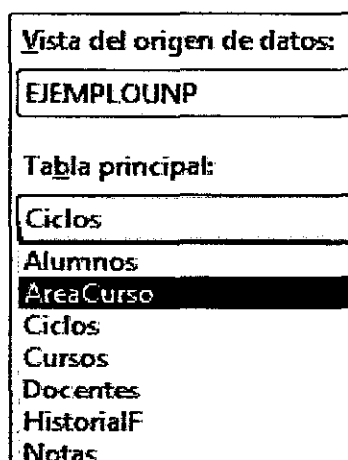 Vista del origen de datos:
EJEMPLOUNP
Tabla principal:
Ciclos
Alumnos
AreaCurso
Ciclos
Cursos
Docentes
HistorialF
Notas